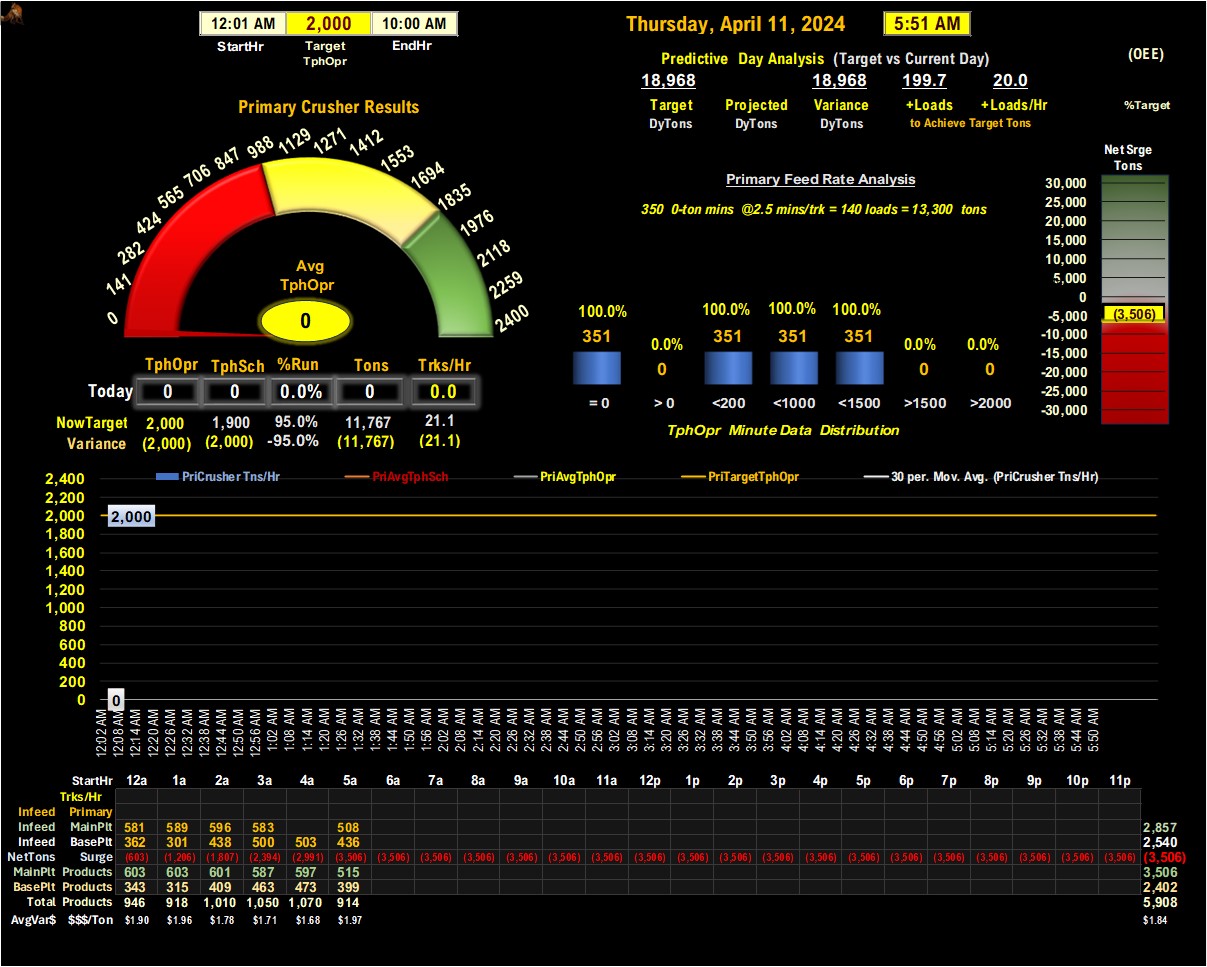 12:01 AM 2,000 10:00 AM
StartHr Target EndHr
TphOpr
Thursday, April 11, 2024 5:51 AM
Predictive Day Analysis (Target vs Current Day)
18,968 18,968 199.7 20.0
Target Projected Variance +Loads +Loads/Hr
DyTons DyTons DyTons to Achieve Target Tons
(OEE)
%Target
Primary Crusher Results
0 141 282 424 565 706 847 988 1129 1271 1412 1553 1694 1835 1976 2118 2259 2400
Avg
TphOpr
0
TphOpr TphSch %Run Tons Trks/Hr
Today 0 0 0.0% 0 0.0
NowTarget 2,000 1,900 95.0% 11,767 21.1
Variance (2,000) (2,000) -95.0% (11,767) (21.1)
Primary Feed Rate Analysis
350 0-ton mins @2.5 mins/trk = 140 loads = 13,300 tons
100.0% 0.0% 100.0% 100.0% 100.0% 0.0% 0.0%
351 0 351 351 351 0 0
= 0 > 0 <200 <1000 <1500 >1500 >2000
TphOpr Minute Data Distribution
Net Srge
Tons
30,000
25,000
20,000
15,000
10,000
5,000
0
-5,000 (3,506)
-10,000
-15,000
-20,000
-25,000
-30,000
PriCrusher Tns/Hr PriAvgTphSch PriAvgTphOpr PriTargetTphOpr 30 per. Mov. Avg. (PriCrusher Tns/Hr)
2,400
2,200
2,000 2,000
1,800
1,600
1,400
1,200
1,000
800
600
400
200
0 0
12:02 AM 12:08 AM 12:14 AM 12:20 AM 12:26 AM 12:32 AM 12:38 AM 12:44 AM 12:50 AM 12:56 AM 1:02 AM 1:08 AM 1:14 AM 1:20 AM 1:26 AM 1:32 AM 1:38 AM 1:44 AM 1:50 AM 1:56 AM 2:02 AM 2:08 AM 2:14 AM 2:20 AM 2:26 AM 2:32 AM 2:38 AM 2:44 AM 2:50 AM 2:56 AM 3:02 AM 3:08 AM 3:14 AM 3:20 AM 3:26 AM 3:32 AM 3:38 AM 3:44 AM 3:50 AM 3:56 AM 4:02 AM 4:08 AM 4:14 AM 4:20 AM 4:26 AM 4:32 AM 4:38 AM 4:44 AM 4:50 AM 4:56 AM 5:02 AM 5:08 AM 5:14 AM 5:20 AM 5:26 AM 5:32 AM 5:38 AM 5:44 AM 5:50 AM
StartHr 12a 1a 2a 3a 4a 5a 6a 7a 8a 9a 10a 11a 12p 1p 2p 3p 4p 5p 6p 7p 8p 9p 10p 11p
Trks/Hr
Infeed Primary
Infeed MainPlt 581 589 596 583 508 2,857
Infeed BasePlt 362 301 438 500 503 436 2,540
NetTons Surge (603) (1,206) (1,807) (2,394) (2,991) (3,506) (3,506) (3,506) (3,506) (3,506) (3,506) (3,506) (3,506) (3,506) (3,506) (3,506) (3,506) (3,506) (3,506) (3,506) (3,506) (3,506) (3,506) (3,506) (3,506)
MainPlt Products 603 603 601 587 597 515 3,506
BasePlt Products 343 315 409 463 473 399 2,402
Total Products 946 918 1,010 1,050 1,070 914 5,908
AvgVar$ $$$/Ton $1.90 $1.96 $1.78 $1.71 $1.68 $1.97 $1.84